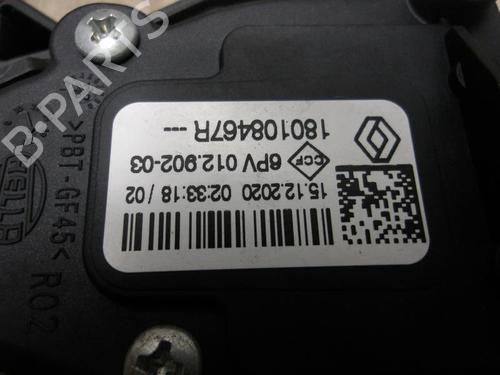 180108467R ---
CCF 6PV 012.902-03
15.12.2020 02:33:18 / 02
>PBT-GF45< R02
HELLA
B-PARTS